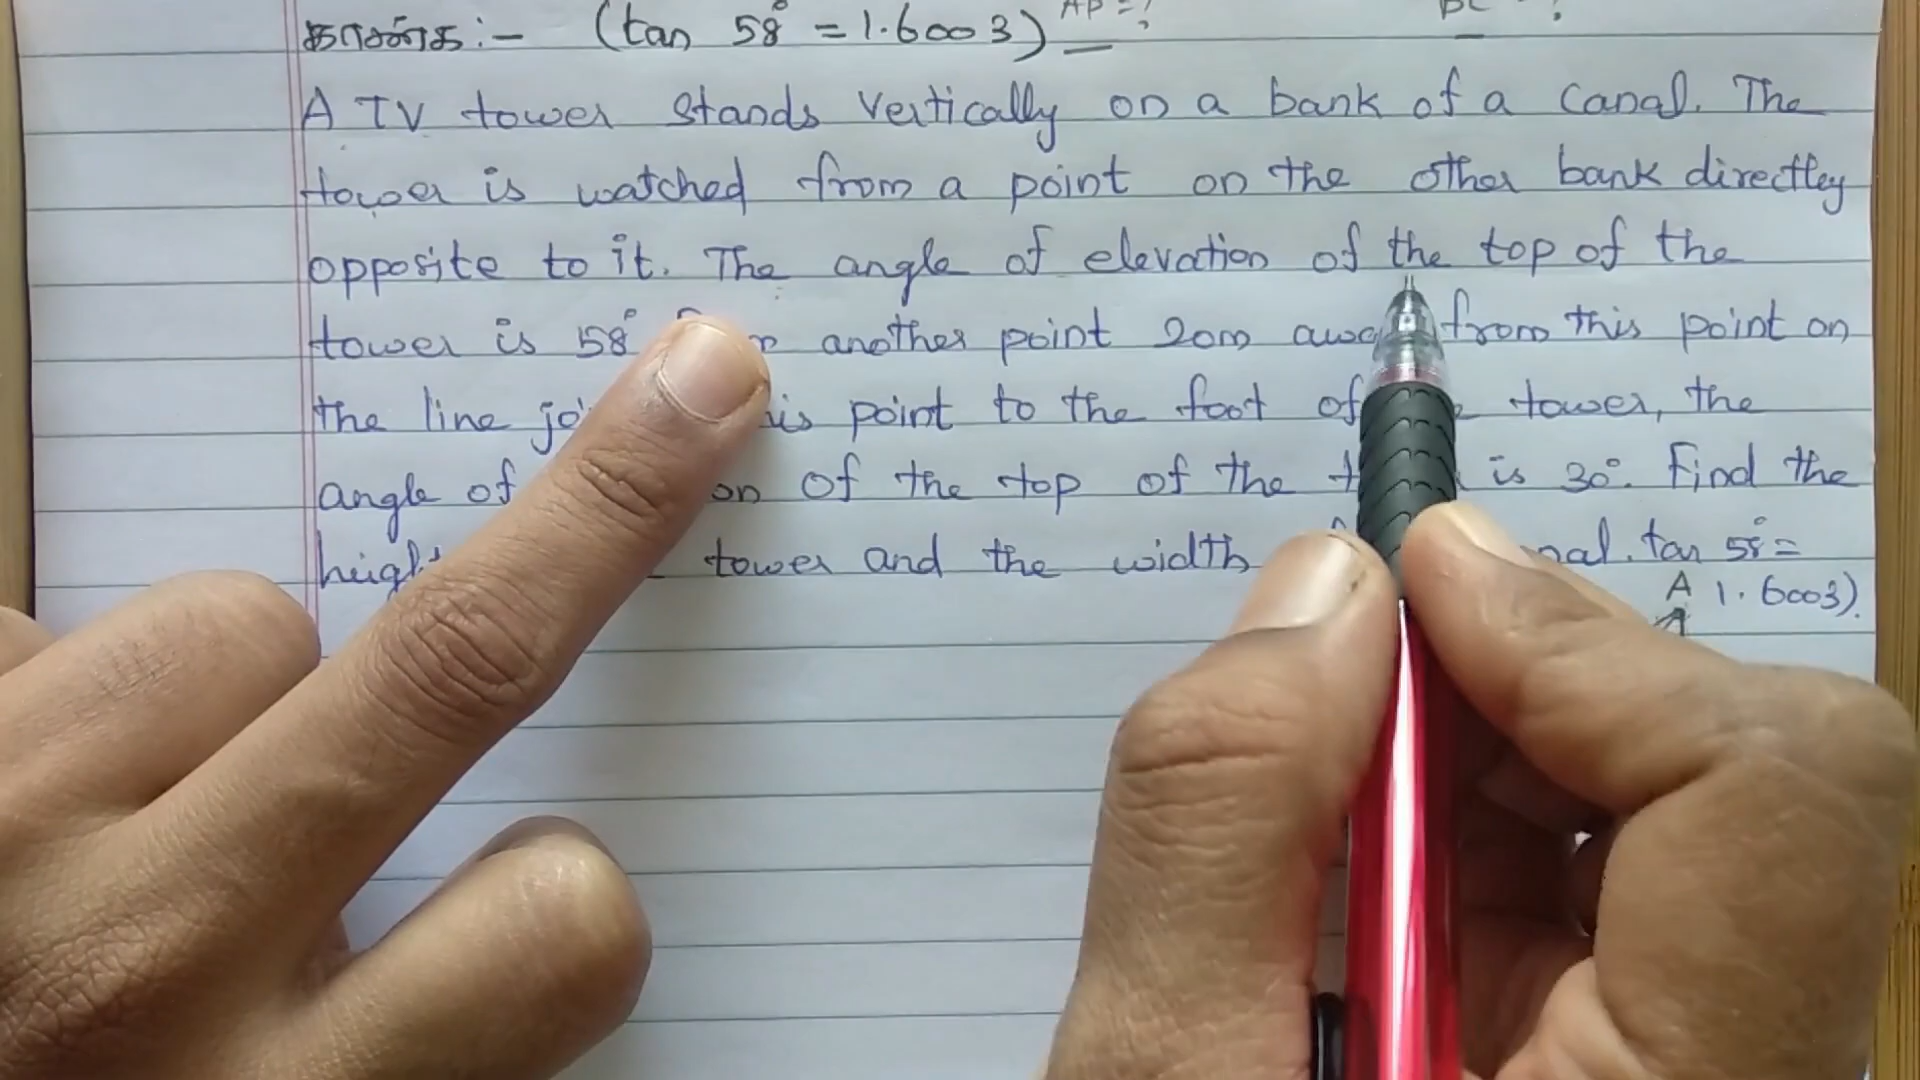 காண்க:- (tan 58° = 1.6003) AB = ? BC = ?
A TV tower stands vertically on a bank of a canal. The
tower is watched from a point on the other bank directley
opposite to it. The angle of elevation of the top of the
tower is 58° another point 20m from this point on
the line point to the foot of tower, the
angle of of the top of the is 30°. Find the
tower and the width tan 58° =
A 1.6003).